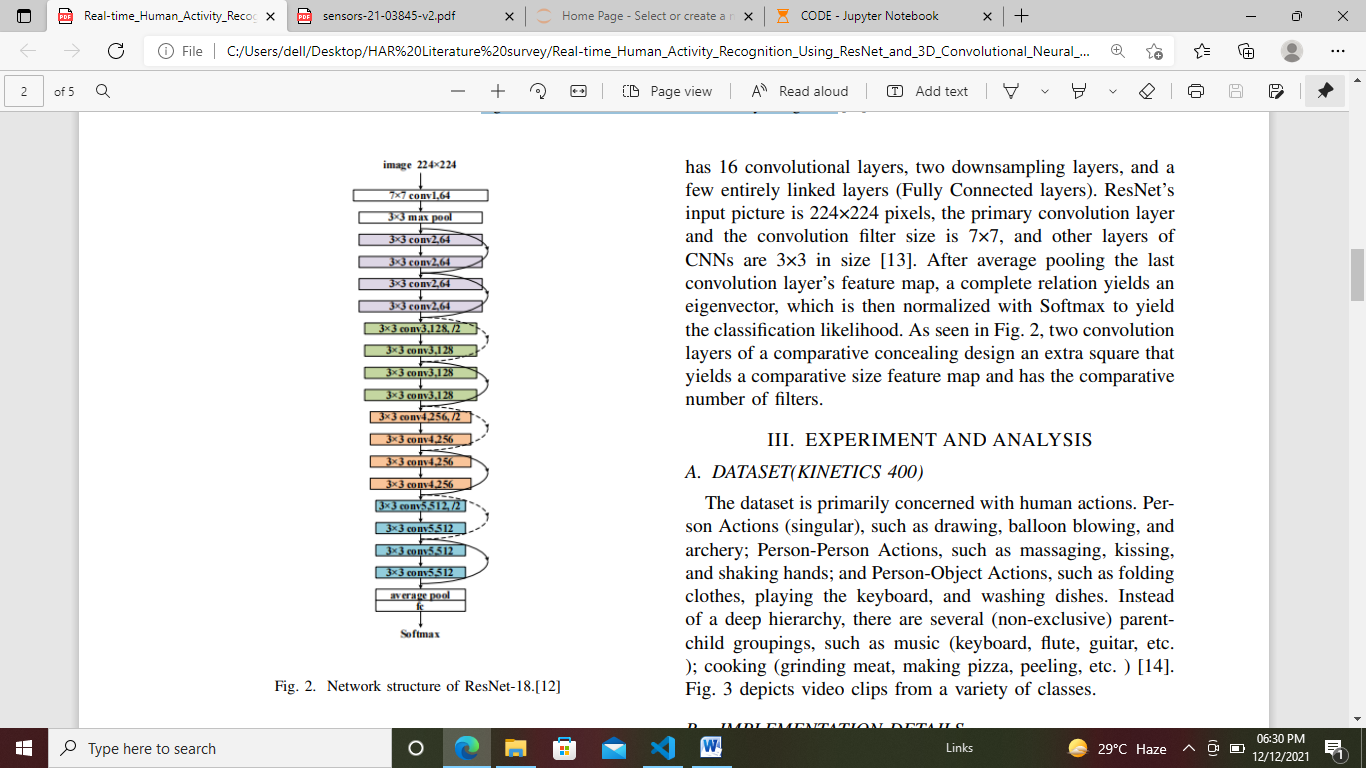 Real-time_Human_Activity_Recog
sensors-21-03845-v2.pdf
Home Page - Select or create a n
CODE - Jupyter Notebook
File
C:/Users/dell/Desktop/HAR%20Literature%20survey/Real-time_Human_Activity_Recognition_Using_ResNet_and_3D_Convolutional_Neural_...
2 of 5
Page view
Read aloud
Add text
image 224×224
7×7 conv1,64
3×3 max pool
3×3 conv2,64
3×3 conv2,64
3×3 conv2,64
3×3 conv2,64
3×3 conv3,128, /2
3×3 conv3,128
3×3 conv3,128
3×3 conv3,128
3×3 conv4,256, /2
3×3 conv4,256
3×3 conv4,256
3×3 conv4,256
3×3 conv5,512, /2
3×3 conv5,512
3×3 conv5,512
3×3 conv5,512
average pool
fc
Softmax
Fig. 2. Network structure of ResNet-18.[12]
has 16 convolutional layers, two downsampling layers, and a
few entirely linked layers (Fully Connected layers). ResNet's
input picture is 224×224 pixels, the primary convolution layer
and the convolution filter size is 7×7, and other layers of
CNNs are 3×3 in size [13]. After average pooling the last
convolution layer's feature map, a complete relation yields an
eigenvector, which is then normalized with Softmax to yield
the classification likelihood. As seen in Fig. 2, two convolution
layers of a comparative concealing design an extra square that
yields a comparative size feature map and has the comparative
number of filters.
III. EXPERIMENT AND ANALYSIS
A. DATASET(KINETICS 400)
The dataset is primarily concerned with human actions. Per-
son Actions (singular), such as drawing, balloon blowing, and
archery; Person-Person Actions, such as massaging, kissing,
and shaking hands; and Person-Object Actions, such as folding
clothes, playing the keyboard, and washing dishes. Instead
of a deep hierarchy, there are several (non-exclusive) parent-
child groupings, such as music (keyboard, flute, guitar, etc.
); cooking (grinding meat, making pizza, peeling, etc. ) [14].
Fig. 3 depicts video clips from a variety of classes.
B. IMPLEMENTATION DETAILS
Type here to search
Links
29°C Haze
06:30 PM
12/12/2021
1